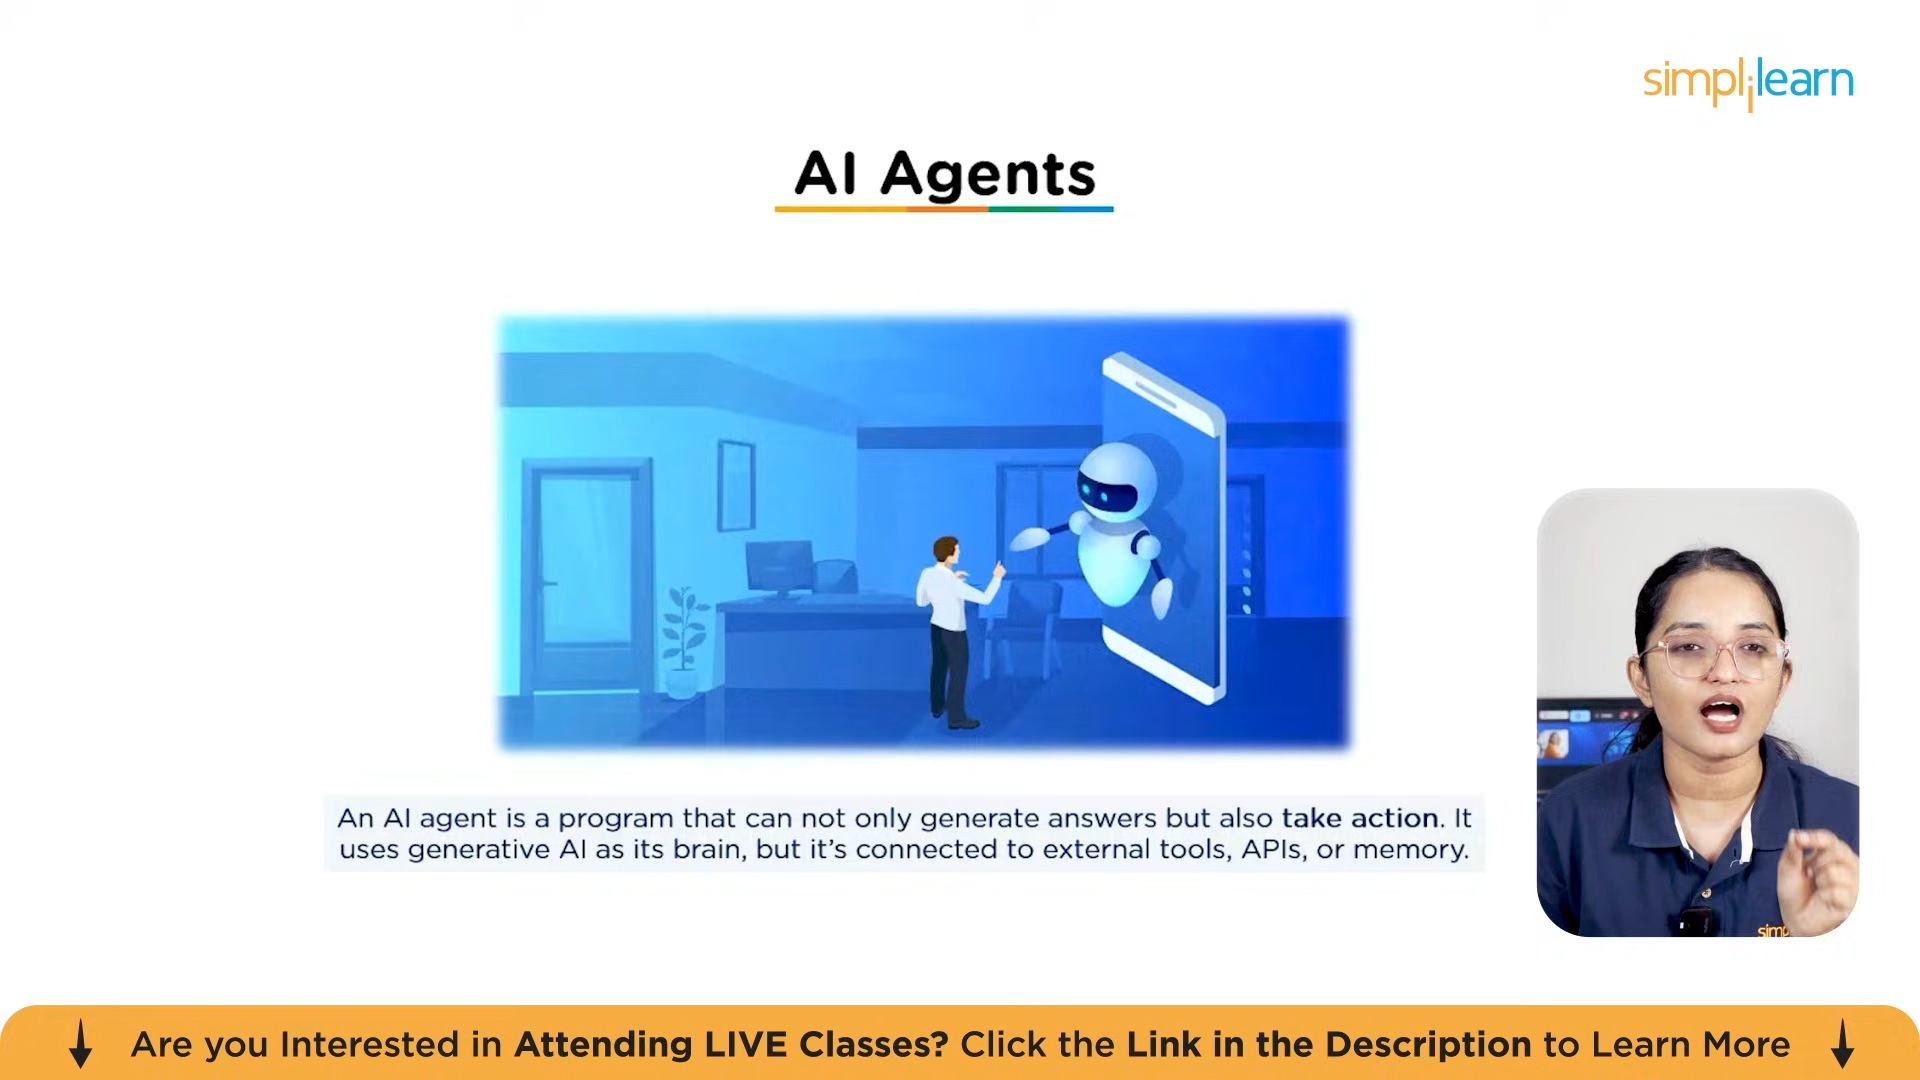 simplilearn
AI Agents
An AI agent is a program that can not only generate answers but also take action. It
uses generative AI as its brain, but it’s connected to external tools, APIs, or memory.
simp
Are you Interested in Attending LIVE Classes? Click the Link in the Description to Learn More